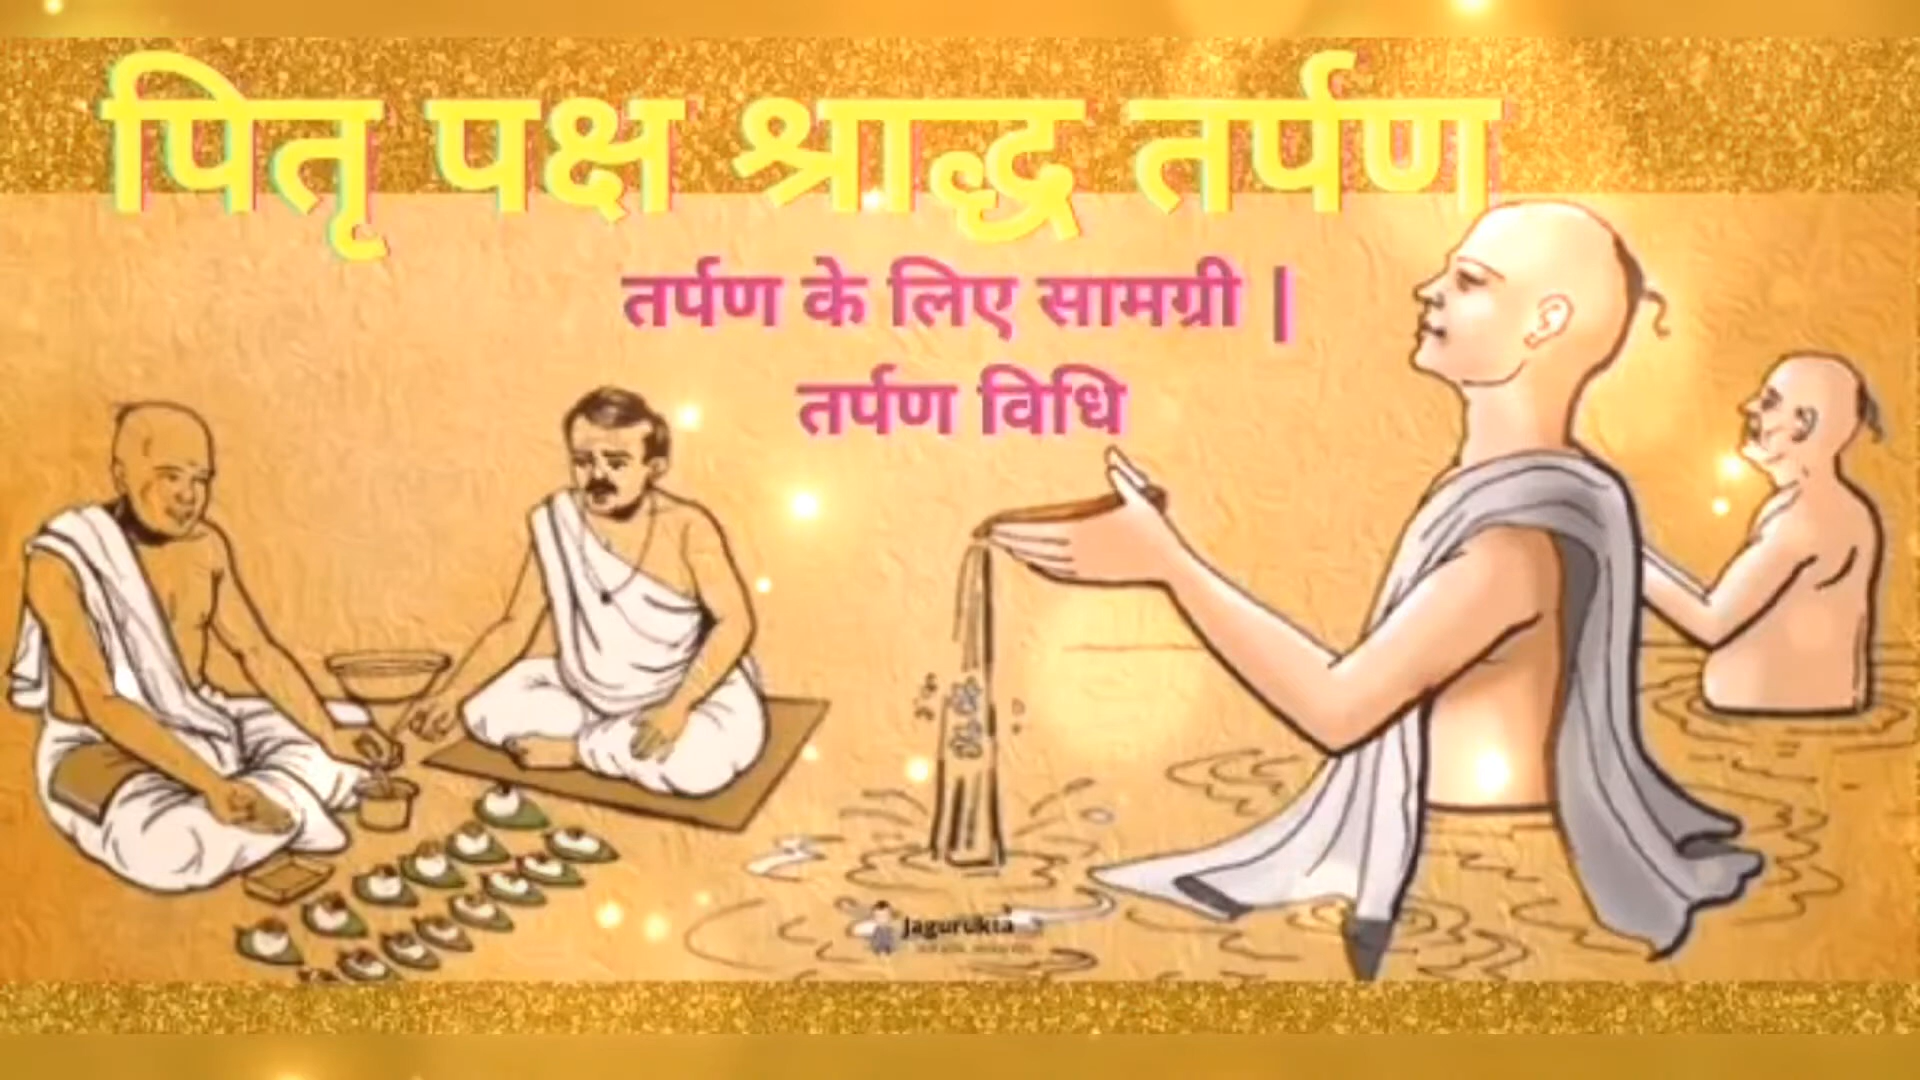 पितृ पक्ष श्राद्ध तर्पण
तर्पण के लिए सामग्री |
तर्पण विधि
Jagurukta